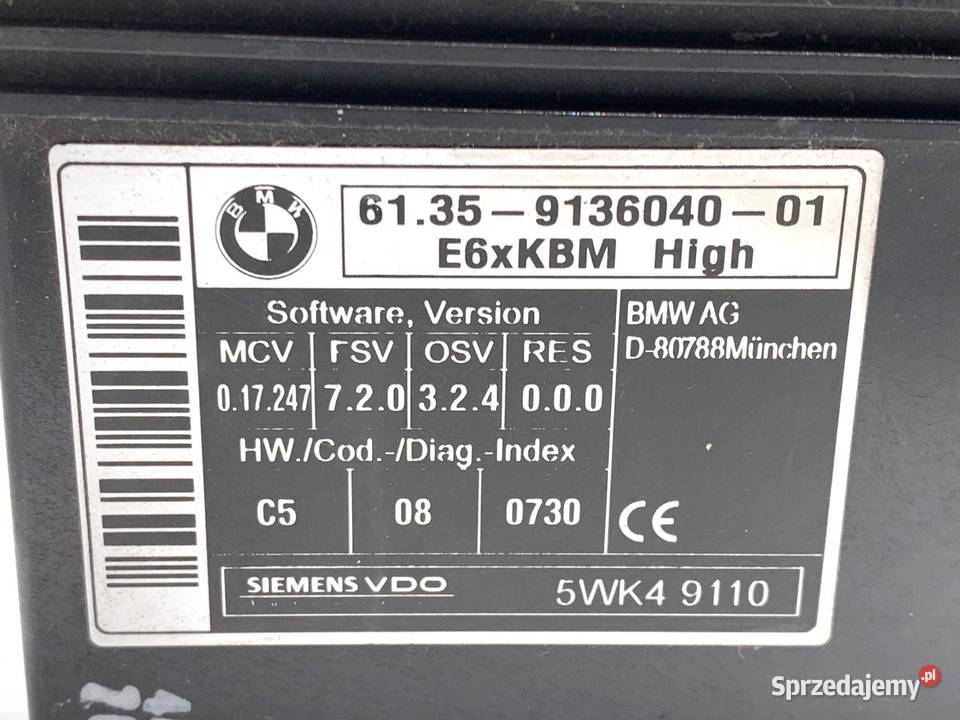 BMW
61.35-9136040-01
E6xKBM High
Software, Version
MCV FSV OSV RES
0.17.247 7.2.0 3.2.4 0.0.0
HW./Cod.-/Diag.-Index
C5 08 0730
BMW AG
D-80788München
CE
SIEMENS VDO 5WK4 9110
Sprzedajemy.pl